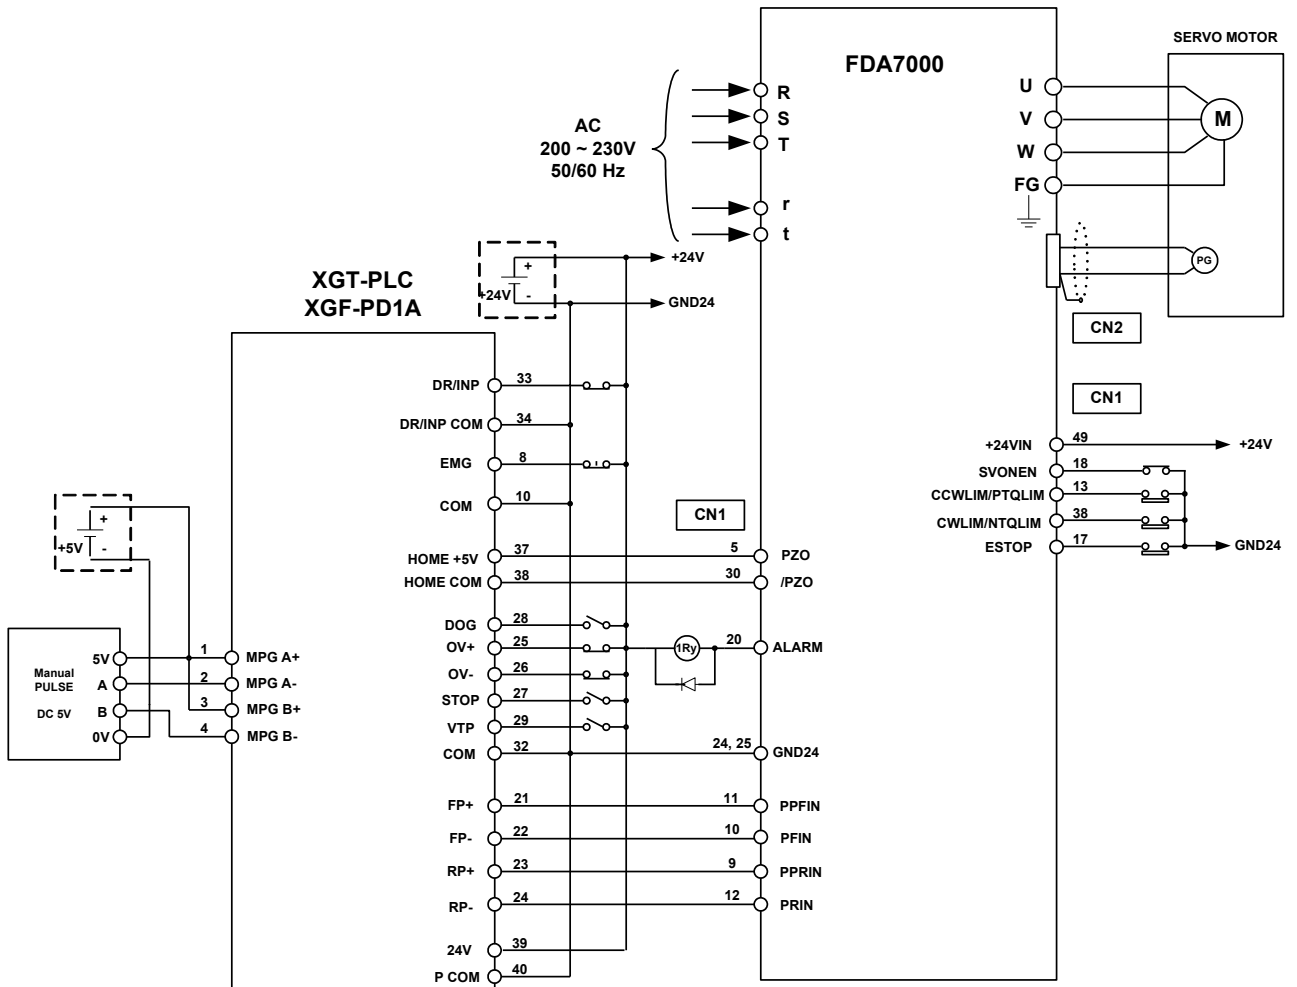 SERVO MOTOR
FDA7000
AC
200 ~ 230V
50/60 Hz
R
S
T
r
t
U
V
W
FG
M
PG
+24V
GND24
+
+24V
-
XGT-PLC
XGF-PD1A
CN2
CN1
DR/INP 33
DR/INP COM 34
EMG 8
COM 10
HOME +5V 37
HOME COM 38
DOG 28
OV+ 25
OV- 26
STOP 27
VTP 29
COM 32
FP+ 21
FP- 22
RP+ 23
RP- 24
24V 39
P COM 40
+
+5V
-
Manual
PULSE
DC 5V
5V
A
B
0V
1 MPG A+
2 MPG A-
3 MPG B+
4 MPG B-
CN1
5 PZO
30 /PZO
1Ry
20 ALARM
24, 25 GND24
11 PPFIN
10 PFIN
9 PPRIN
12 PRIN
+24VIN 49 +24V
SVONEN 18
CCWLIM/PTQLIM 13
CWLIM/NTQLIM 38
ESTOP 17 GND24